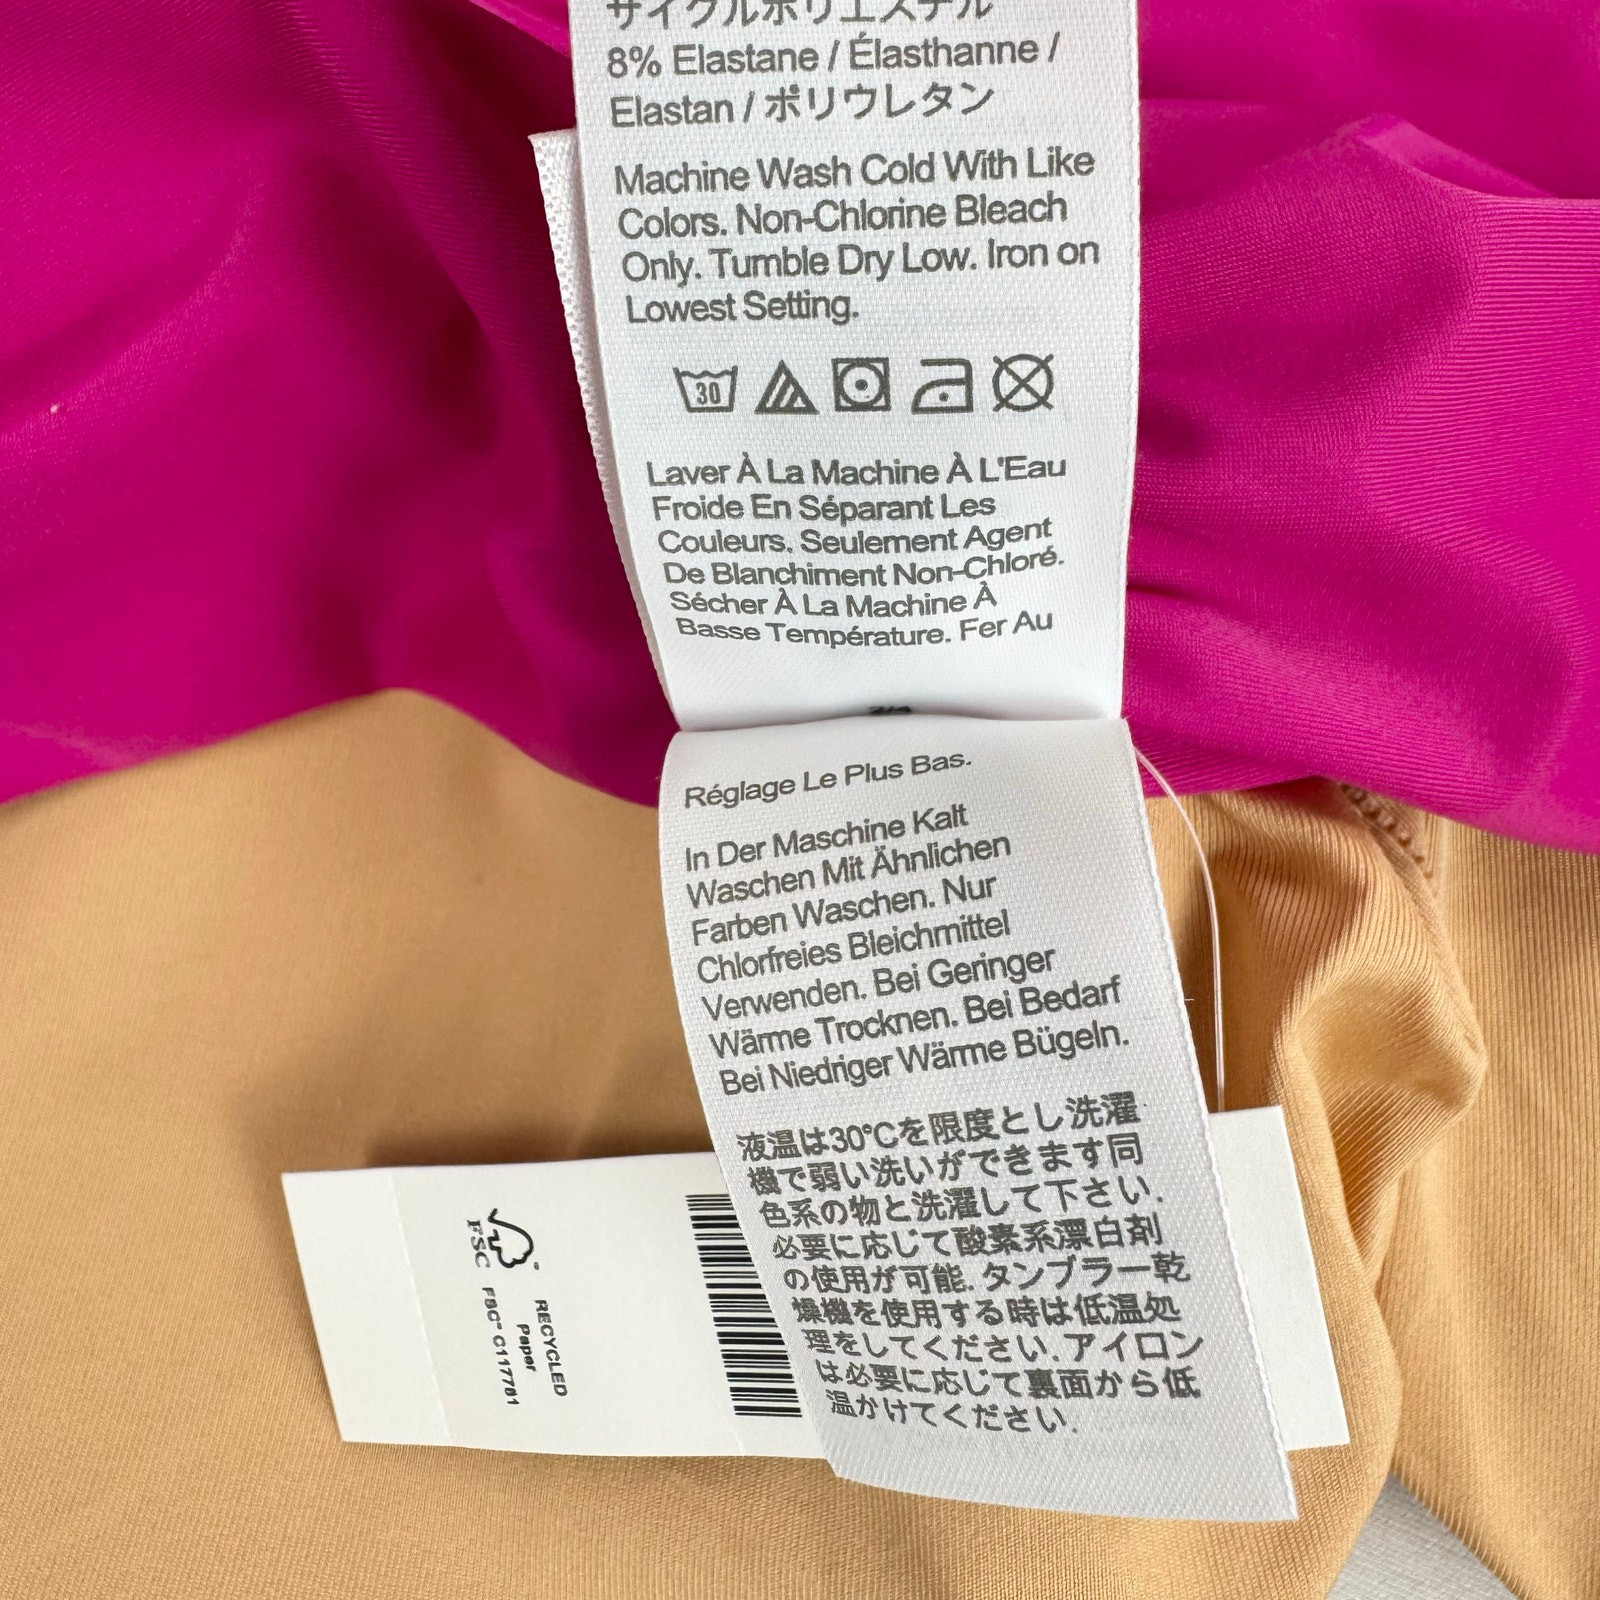 サイクルポリエステル
8% Elastane / Élasthanne /
Elastan / ポリウレタン
Machine Wash Cold With Like
Colors. Non-Chlorine Bleach
Only. Tumble Dry Low. Iron on
Lowest Setting.
30
Laver À La Machine À L'Eau
Froide En Séparant Les
Couleurs. Seulement Agent
De Blanchiment Non-Chloré.
Sécher À La Machine À
Basse Température. Fer Au
2/4
Réglage Le Plus Bas.
In Der Maschine Kalt
Waschen Mit Ähnlichen
Farben Waschen. Nur
Chlorfreies Bleichmittel
Verwenden. Bei Geringer
Wärme Trocknen. Bei Bedarf
Bei Niedriger Wärme Bügeln.
液温は30℃を限度とし洗濯
機で弱い洗いができます同
色系の物と洗濯して下さい.
必要に応じて酸素系漂白剤
の使用が可能. タンブラー乾
燥機を使用する時は低温処
理をしてください. アイロン
は必要に応じて裏面から低
温かけてください.
FSC™
RECYCLED
Paper
FSC™ C117781